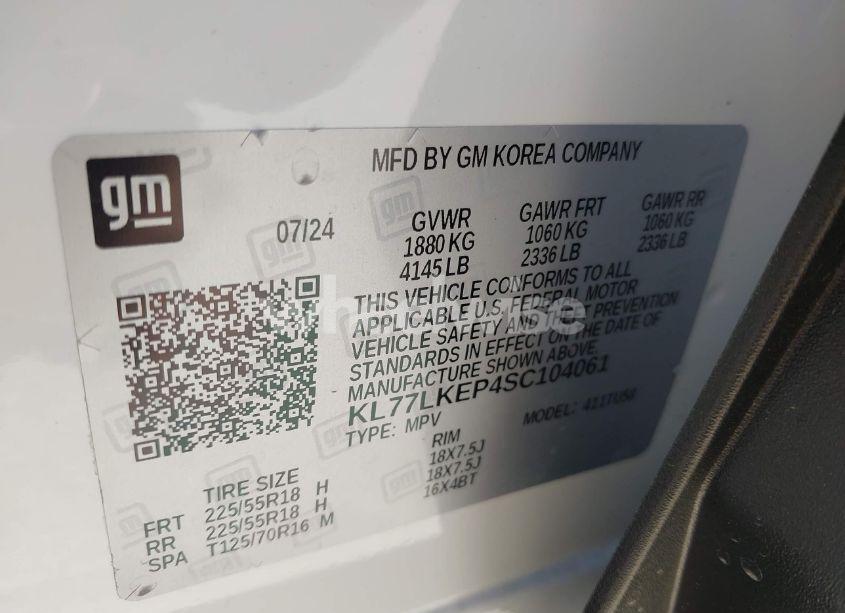 gm
MFD BY GM KOREA COMPANY
07/24
GVWR GAWR FRT GAWR RR
1880 KG 1060 KG 1060 KG
4145 LB 2336 LB 2336 LB
THIS VEHICLE CONFORMS TO ALL
APPLICABLE U.S. FEDERAL MOTOR
VEHICLE SAFETY AND THEFT PREVENTION
STANDARDS IN EFFECT ON THE DATE OF
MANUFACTURE SHOWN ABOVE.
KL77LKEP4SC104061
TYPE: MPV MODEL: 411TU58
TIRE SIZE RIM
FRT 225/55R18 H 18X7.5J
RR 225/55R18 H 18X7.5J
SPA T125/70R16 M 16X4BT